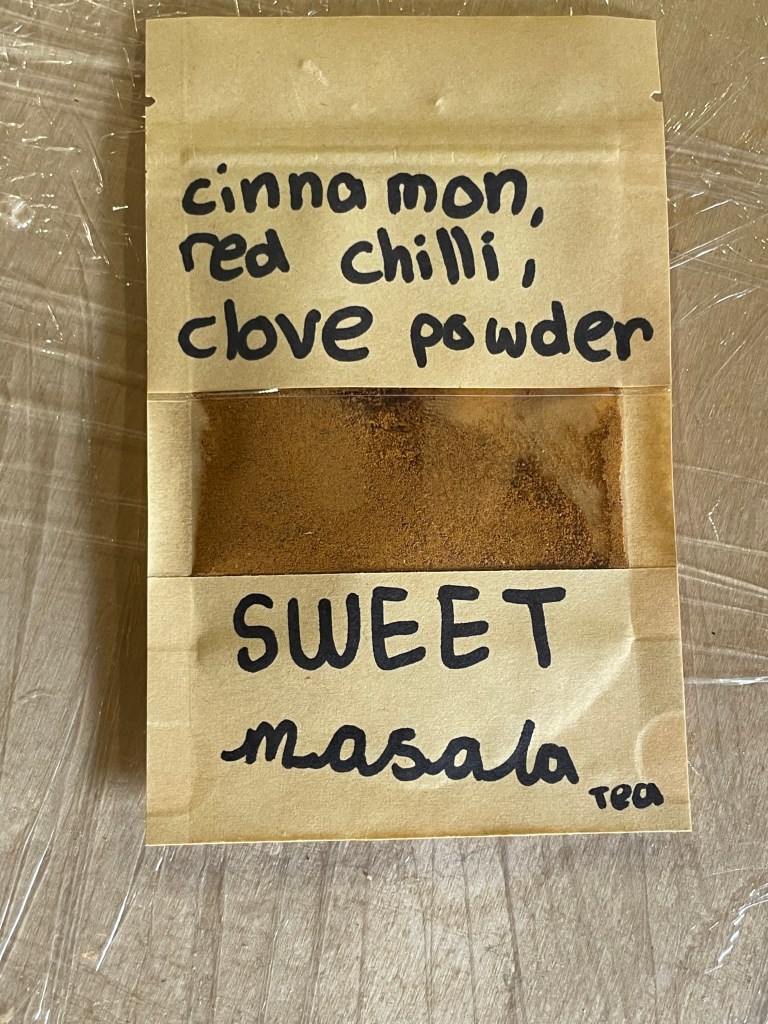 cinnamon,
red chilli,
clove powder
SWEET
masala
Tea